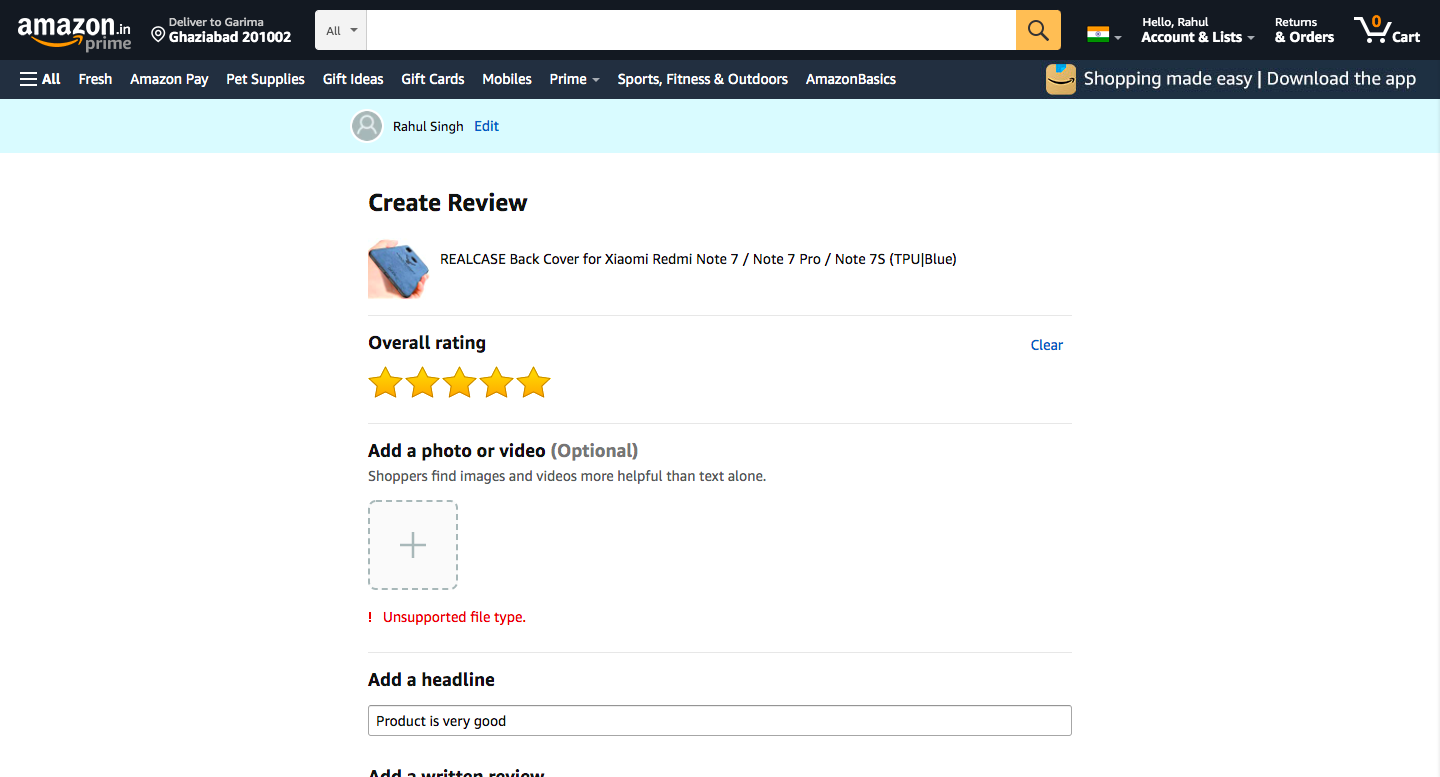 amazon.in
prime
Deliver to Garima
Ghaziabad 201002
All
Hello, Rahul
Account & Lists
Returns
& Orders
0
Cart
All Fresh Amazon Pay Pet Supplies Gift Ideas Gift Cards Mobiles Prime Sports, Fitness & Outdoors AmazonBasics
Shopping made easy | Download the app
Rahul Singh Edit
Create Review
REALCASE Back Cover for Xiaomi Redmi Note 7 / Note 7 Pro / Note 7S (TPU|Blue)
Overall rating
Clear
Add a photo or video (Optional)
Shoppers find images and videos more helpful than text alone.
! Unsupported file type.
Add a headline
Product is very good
Add a written review